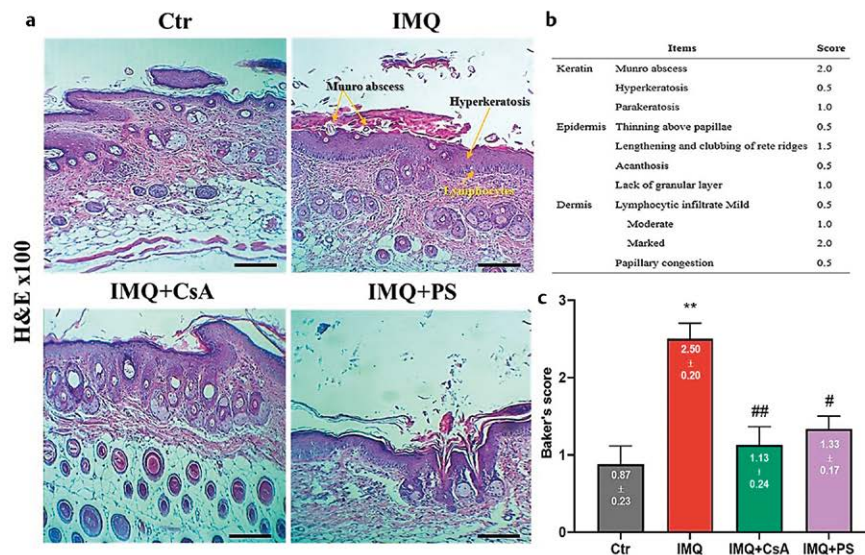 a
Ctr
IMQ
Munro abscess
Hyperkeratosis
Lymphocytes
IMQ+CsA
IMQ+PS
H&E x100
b
Items Score
Keratin Munro abscess 2.0
Hyperkeratosis 0.5
Parakeratosis 1.0
Epidermis Thinning above papillae 0.5
Lengthening and clubbing of rete ridges 1.5
Acanthosis 0.5
Lack of granular layer 1.0
Dermis Lymphocytic infiltrate Mild 0.5
Moderate 1.0
Marked 2.0
Papillary congestion 0.5
c
Baker's score
3
2
1
0
**
##
#
0.87
±
0.23
2.50
±
0.20
1.13
±
0.24
1.33
±
0.17
Ctr IMQ IMQ+CsA IMQ+PS